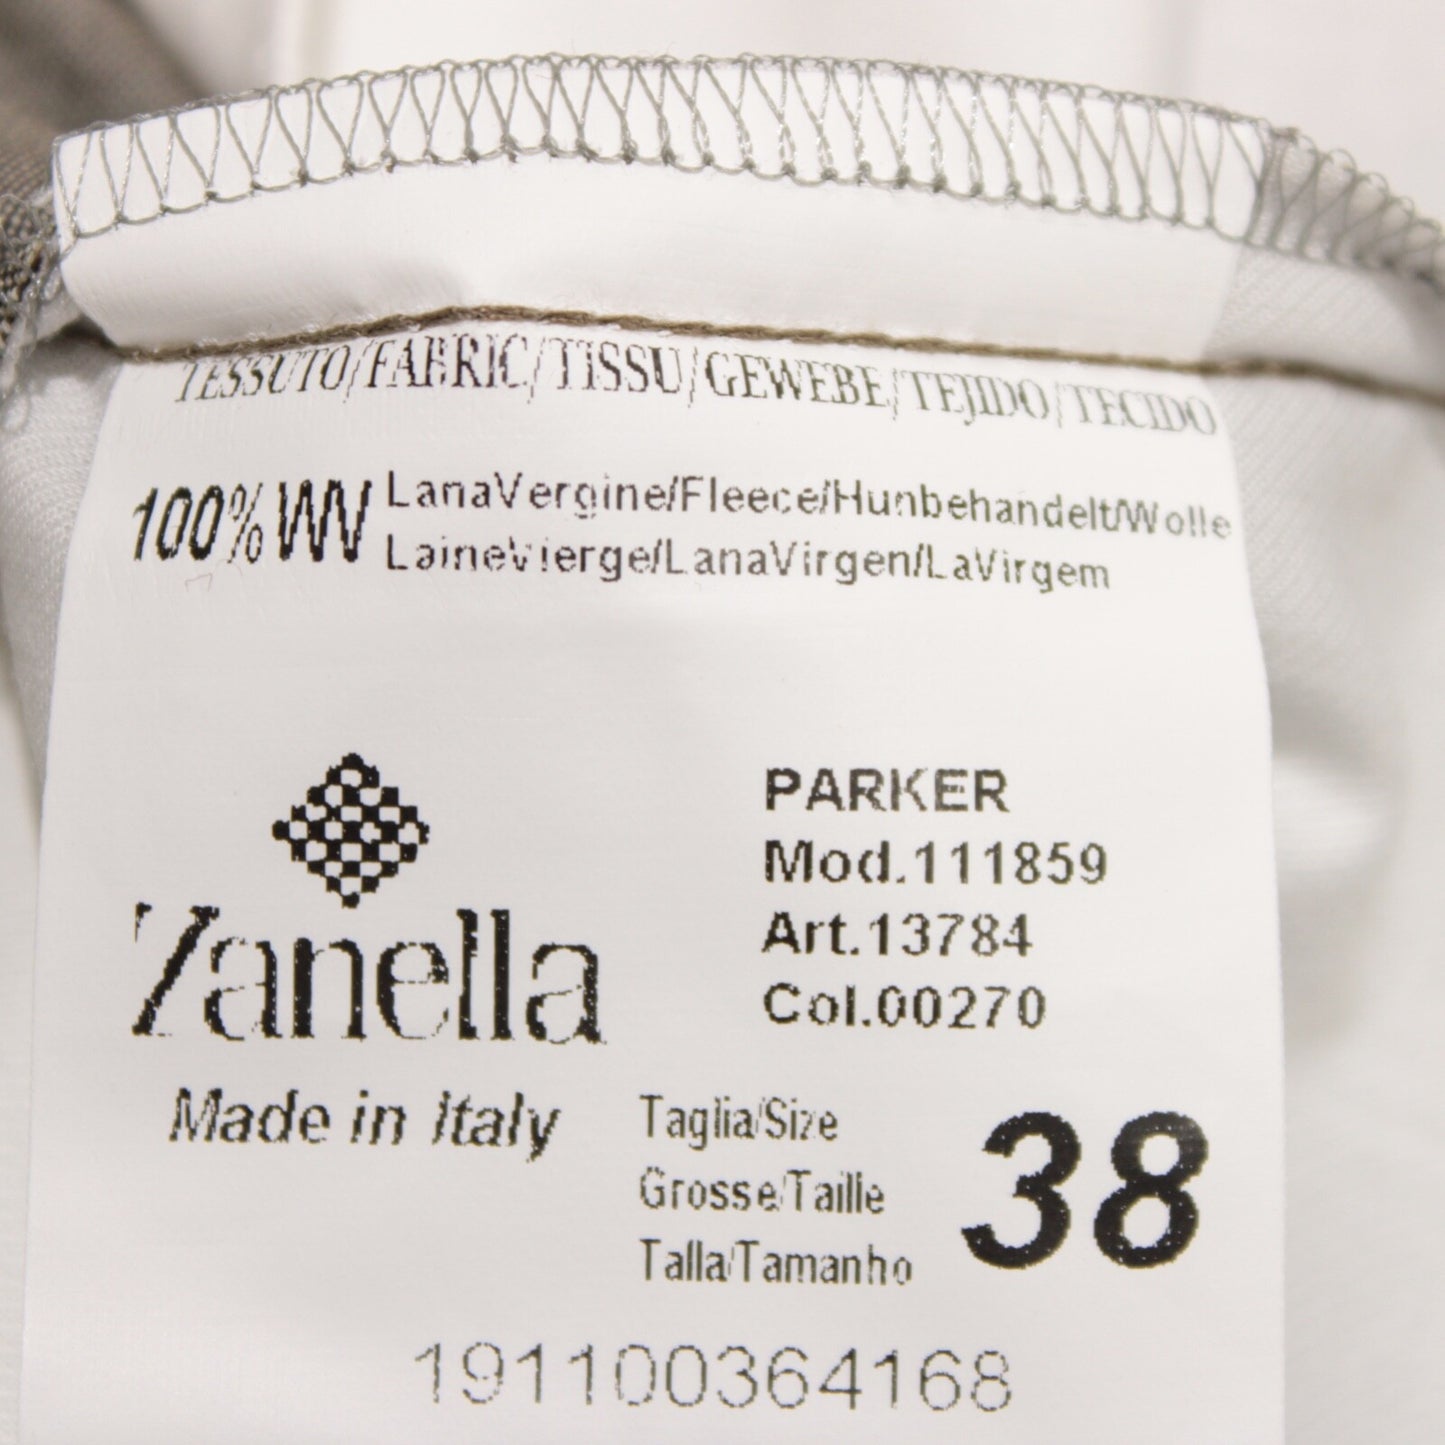 TESSUTO/FABRIC/TISSU/GEWEBE/TEJIDO/TECIDO
100% WV LanaVergine/Fleece/Hunbehandelt/Wolle
LaineVierge/LanaVirgen/LaVirgem
Zanella
Made in Italy
PARKER
Mod.111859
Art.13784
Col.00270
Taglia/Size
Grosse/Taille
Talla/Tamanho
38
191100364168